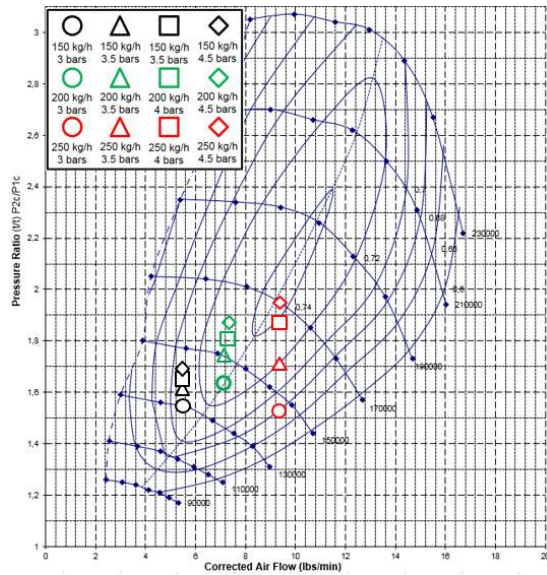 150 kg/h 150 kg/h 150 kg/h 150 kg/h
3 bars 3.5 bars 3.5 bars 4.5 bars
200 kg/h 200 kg/h 200 kg/h 200 kg/h
3 bars 3.5 bars 4 bars 4.5 bars
250 kg/h 250 kg/h 250 kg/h 250 kg/h
3 bars 3.5 bars 4 bars 4.5 bars
Pressure Ratio (t/t) P2c/P1c
3
2,6
2,4
2,2
2
1,8
1,6
1,4
1,2
1
0,7
0,68
0,65
0,6
0,72
0,74
230000
210000
190000
170000
150000
130000
110000
90000
0 2 4 6 8 10 12 14 16 18 20
Corrected Air Flow (lbs/min)